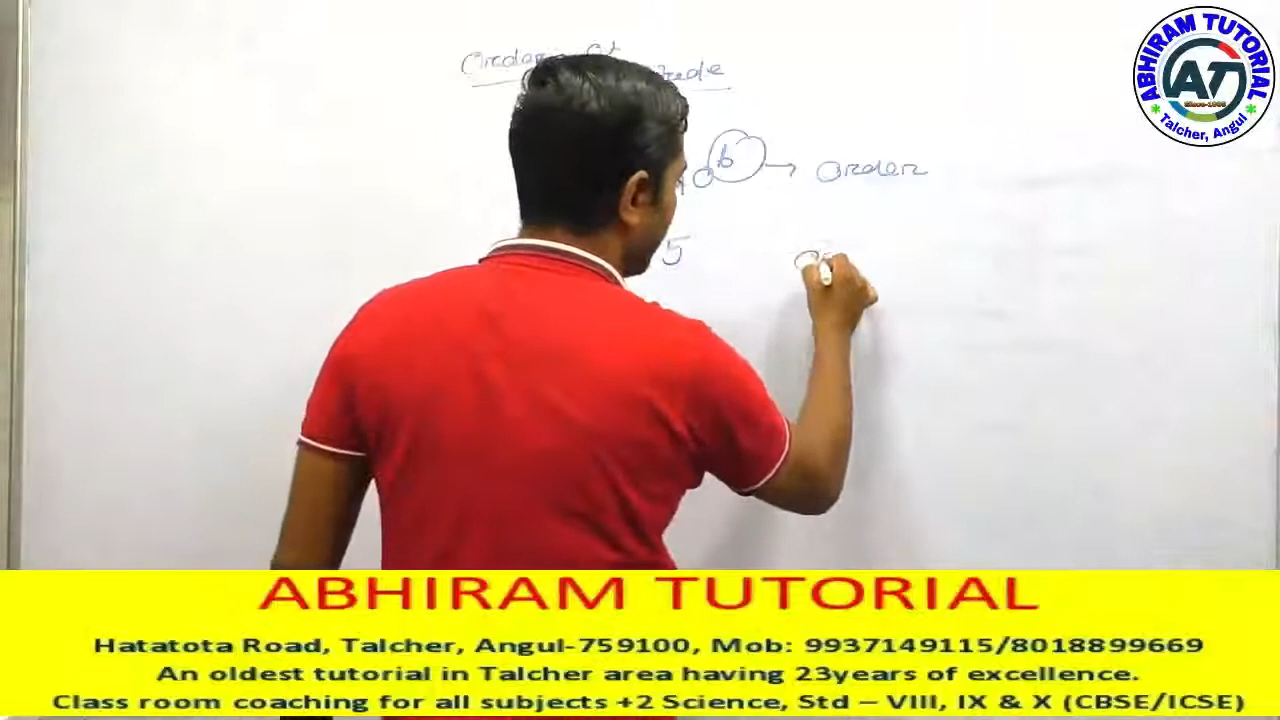 ABHIRAM TUTORIAL
AT
Since-1998
Talcher, Angul
b → order
5
ABHIRAM TUTORIAL
Hatatota Road, Talcher, Angul-759100, Mob: 9937149115/8018899669
An oldest tutorial in Talcher area having 23years of excellence.
Class room coaching for all subjects +2 Science, Std – VIII, IX & X (CBSE/ICSE)